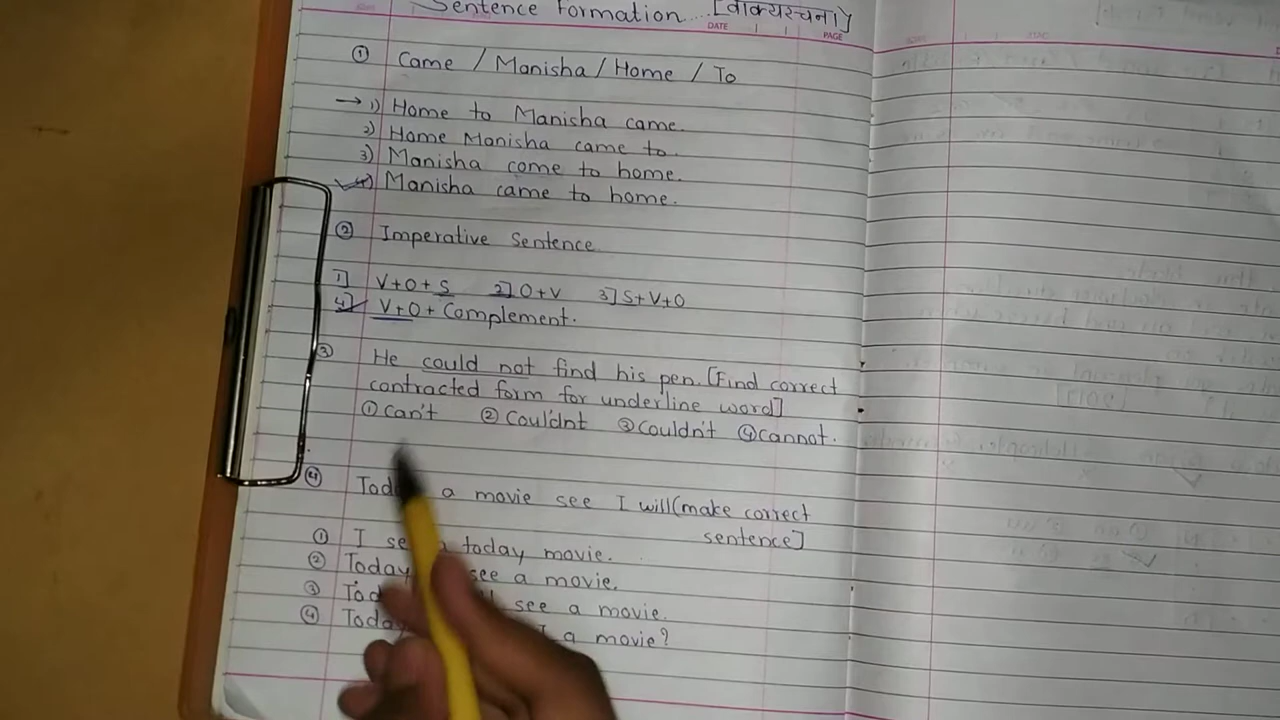 Sentence Formation [वाक्यरचना]
DATE PAGE
① Came / Manisha / Home / To
→ 1) Home to Manisha came.
2) Home Manisha came to.
3) Manisha come to home.
4) Manisha came to home.
② Imperative Sentence
1] V+O+S 2] O+V 3] S+V+O
4] V+O + Complement.
③ He could not find his pen. [Find correct
contracted form for underline word]
① can't ② Could'nt ③ Couldn't ④ cannot.
④ a movie see I will (make correct
sentence]
① I today movie.
② Today see a movie.
③ see a movie.
④ Today I a movie?